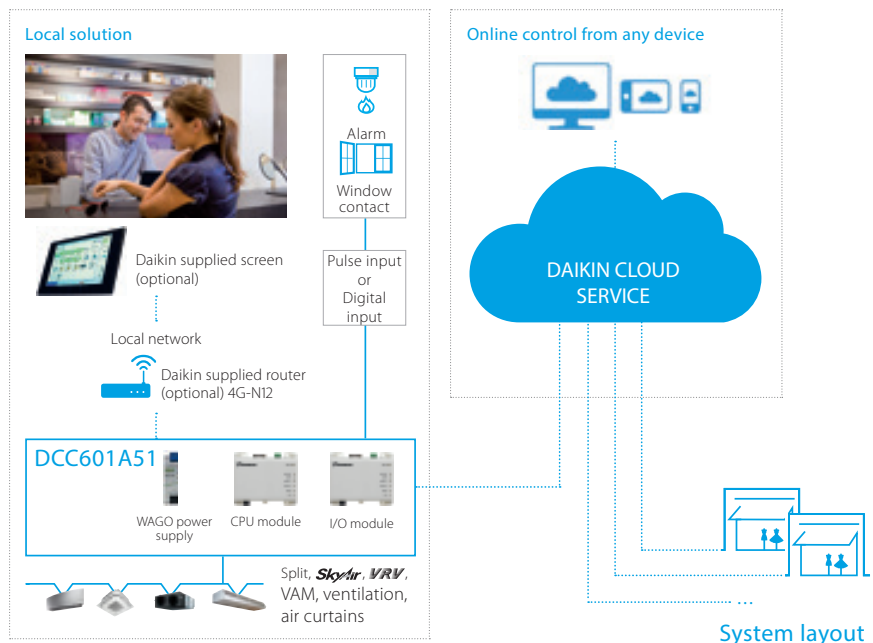 Local solution
Alarm
Window
contact
Daikin supplied screen
(optional)
Pulse input
or
Digital
input
Local network
Daikin supplied router
(optional) 4G-N12
DCC601A51
WAGO power
supply
CPU module
I/O module
Split, SkyAir, VRV,
VAM, ventilation,
air curtains
Online control from any device
DAIKIN CLOUD
SERVICE
...
System layout